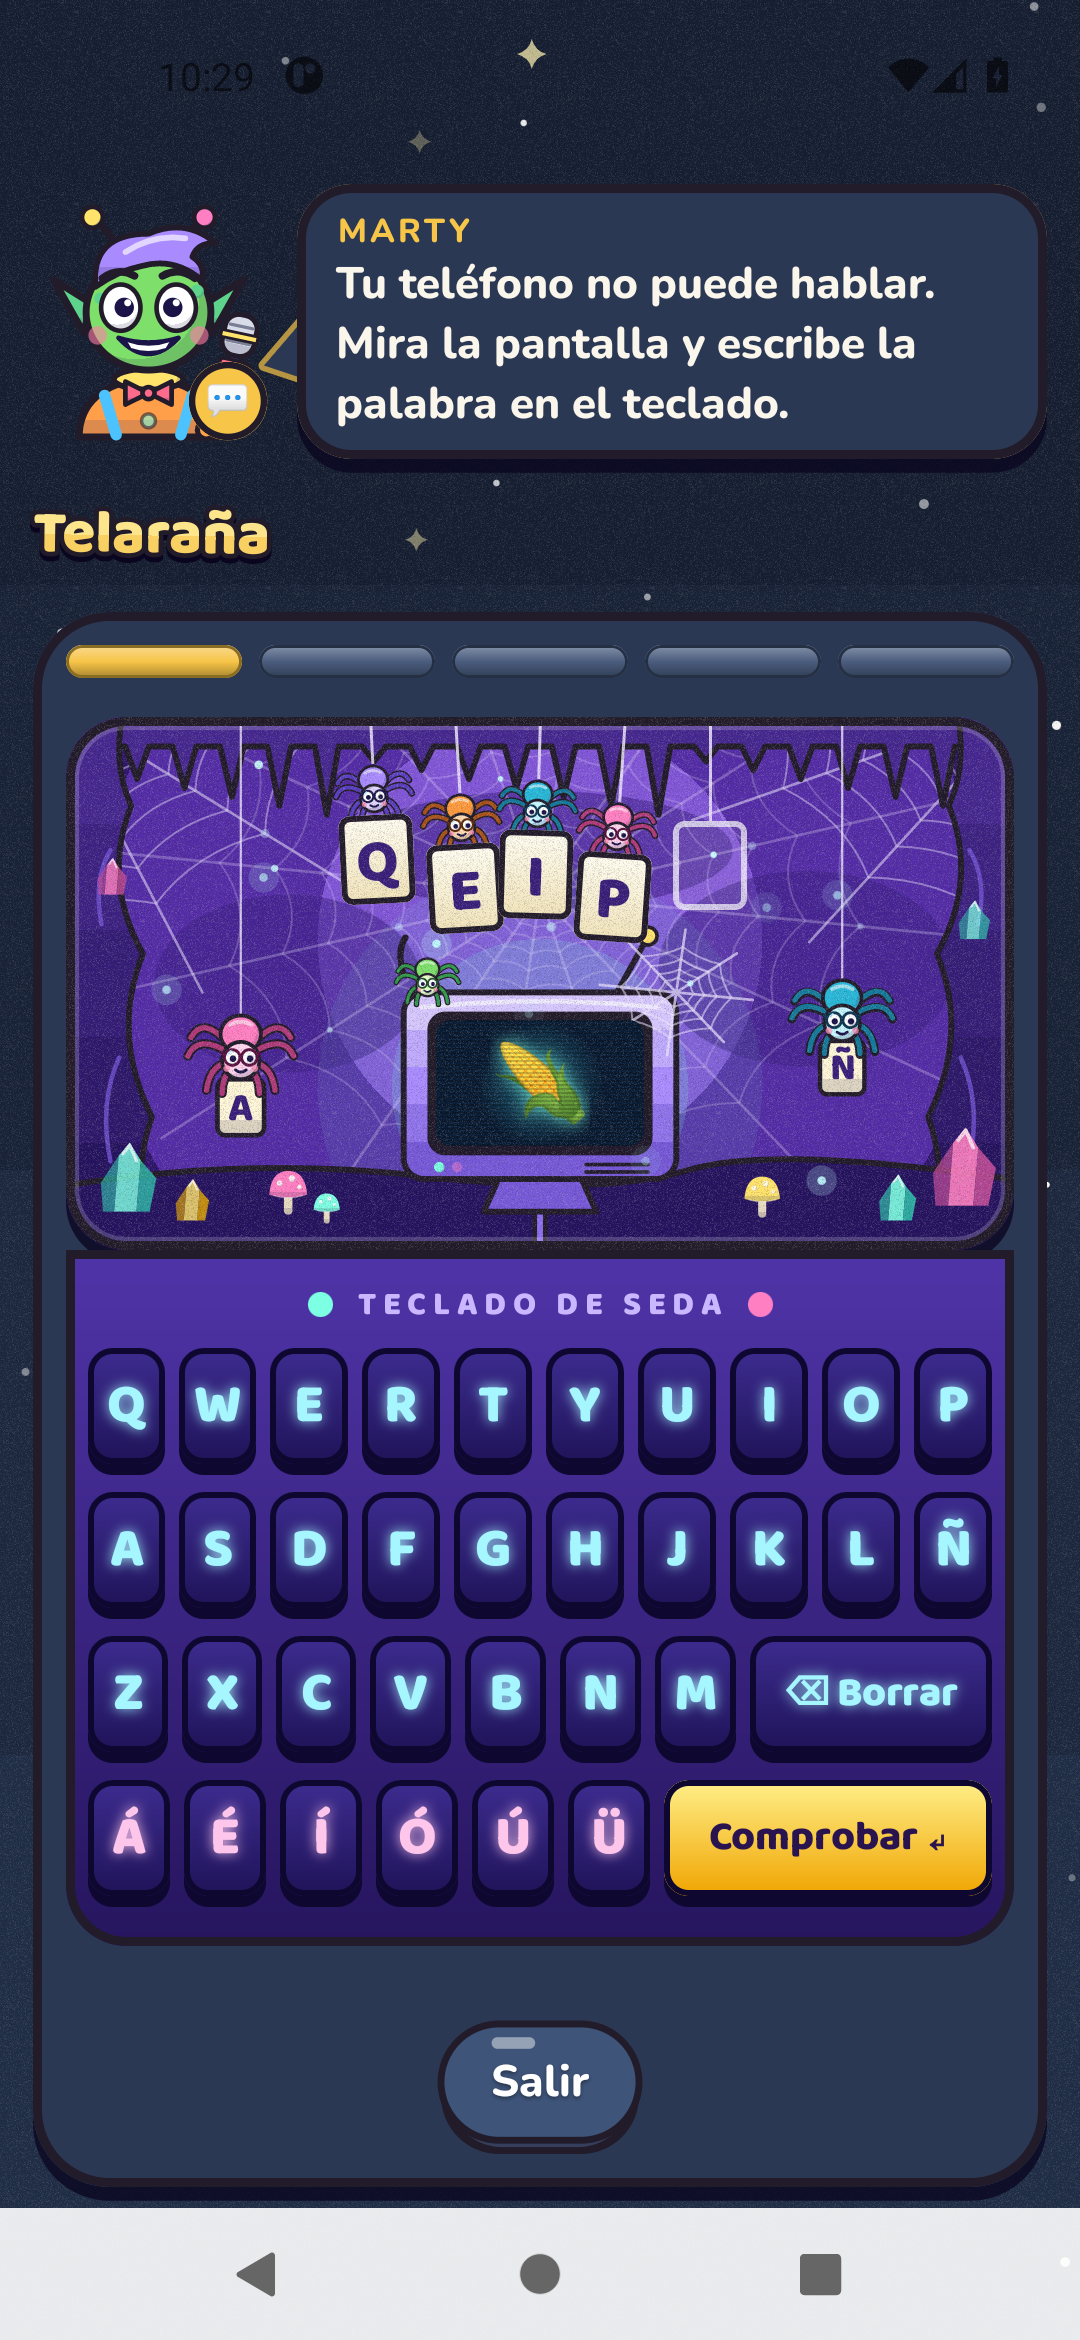 10:29
MARTY
Tu teléfono no puede hablar.
Mira la pantalla y escribe la
palabra en el teclado.
Telaraña
Q E I P
A
Ñ
TECLADO DE SEDA
Q W E R T Y U I O P
A S D F G H J K L Ñ
Z X C V B N M Borrar
Á É Í Ó Ú Ü Comprobar
Salir